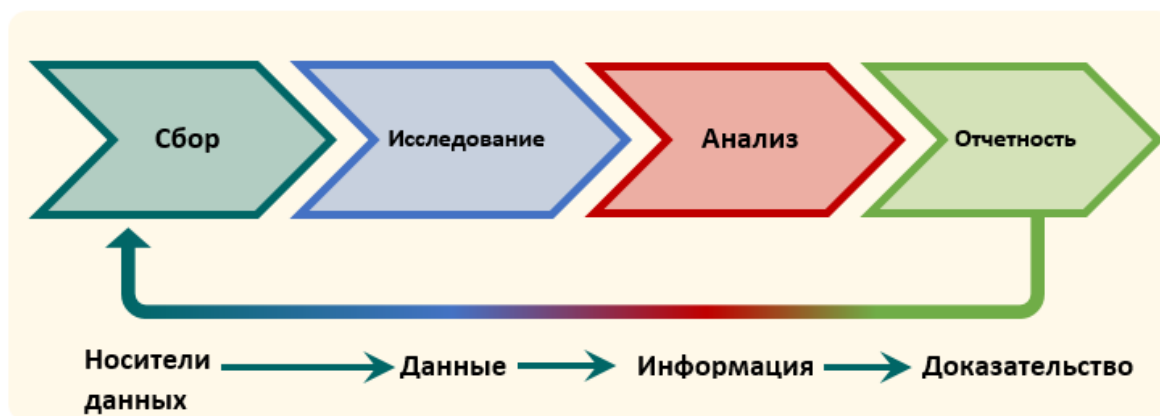 Сбор
Исследование
Анализ
Отчетность
Носители
данных
Данные
Информация
Доказательство